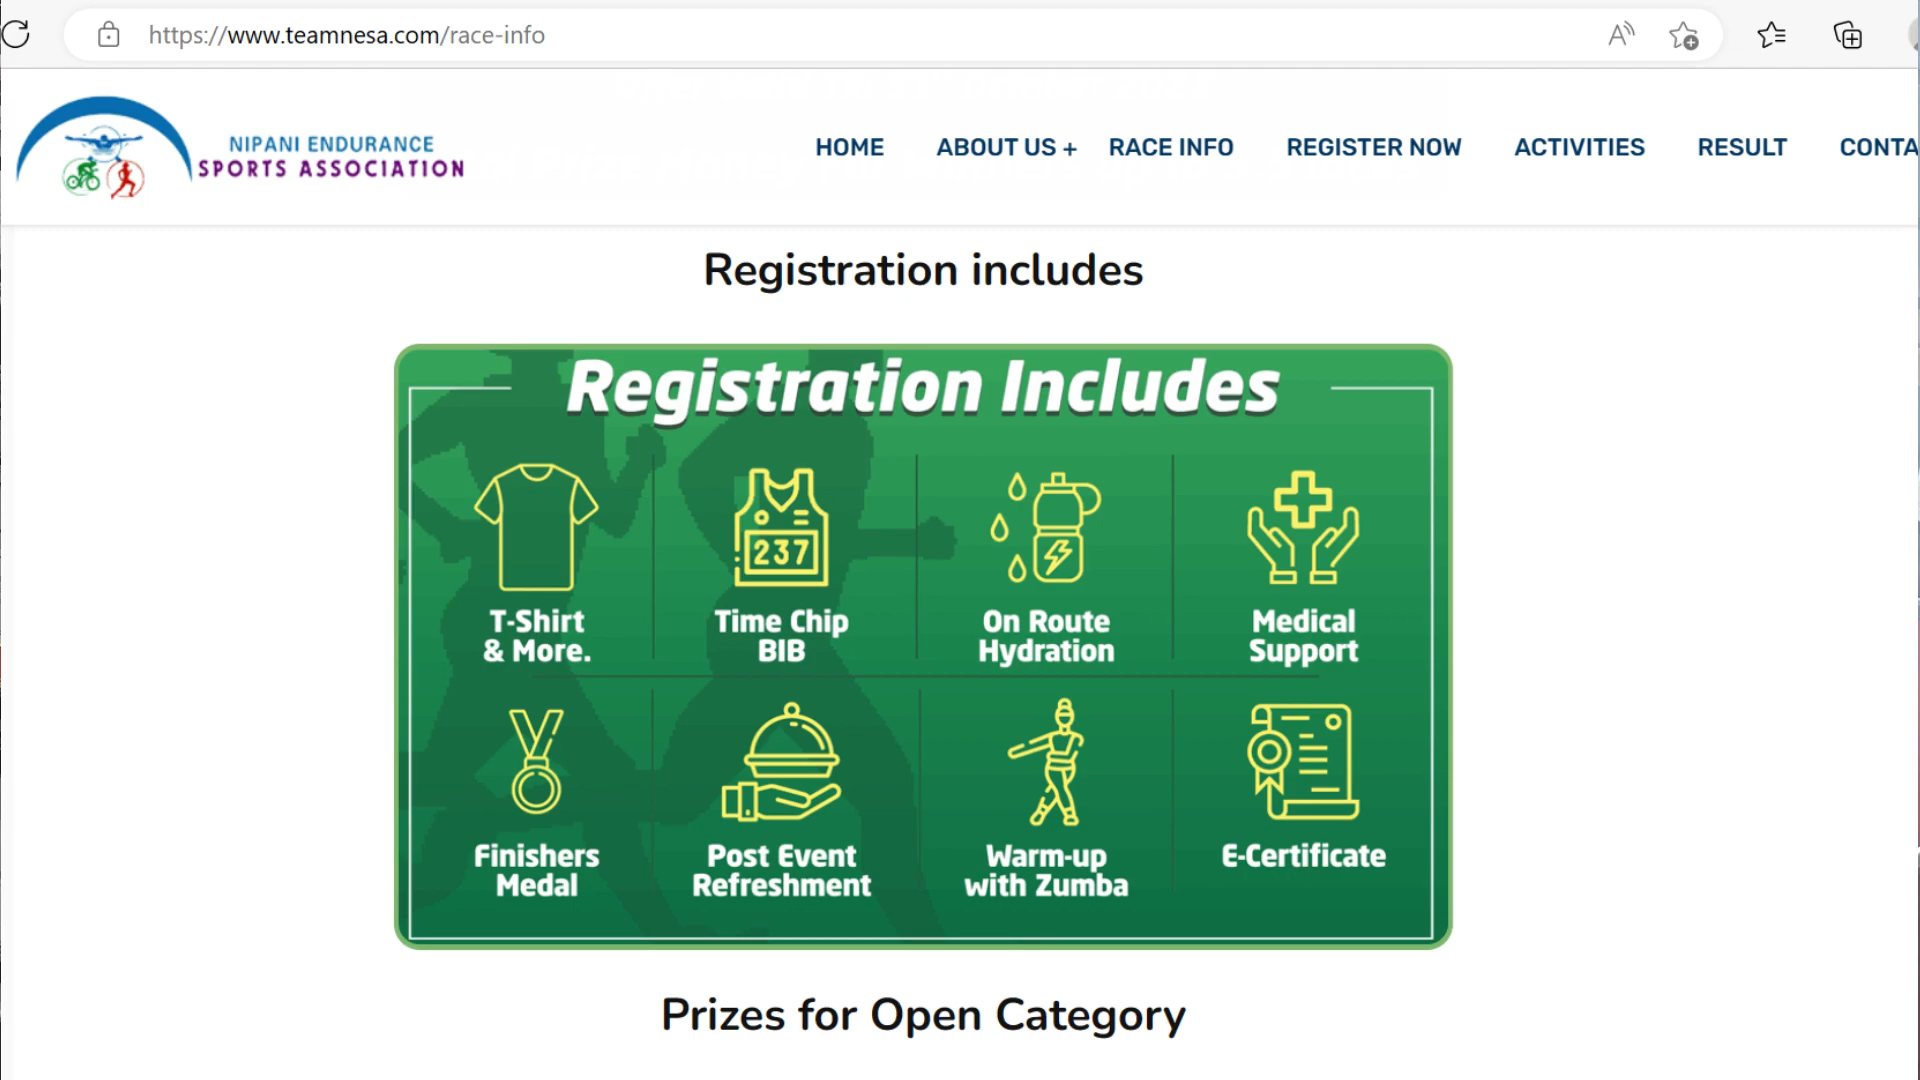 https://www.teamnesa.com/race-info
NIPANI ENDURANCE
SPORTS ASSOCIATION
HOME ABOUT US + RACE INFO REGISTER NOW ACTIVITIES RESULT CONTA
Registration includes
Registration Includes
237
T-Shirt
& More.
Time Chip
BIB
On Route
Hydration
Medical
Support
Finishers
Medal
Post Event
Refreshment
Warm-up
with Zumba
E-Certificate
Prizes for Open Category